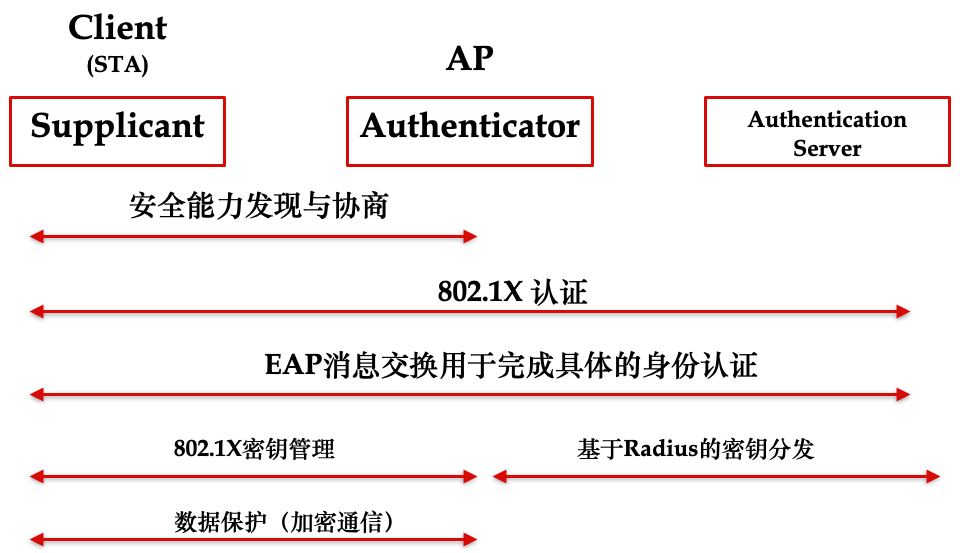 Client
(STA)
AP
Supplicant
Authenticator
Authentication
Server
安全能力发现与协商
802.1X 认证
EAP消息交换用于完成具体的身份认证
802.1X密钥管理
基于Radius的密钥分发
数据保护（加密通信）